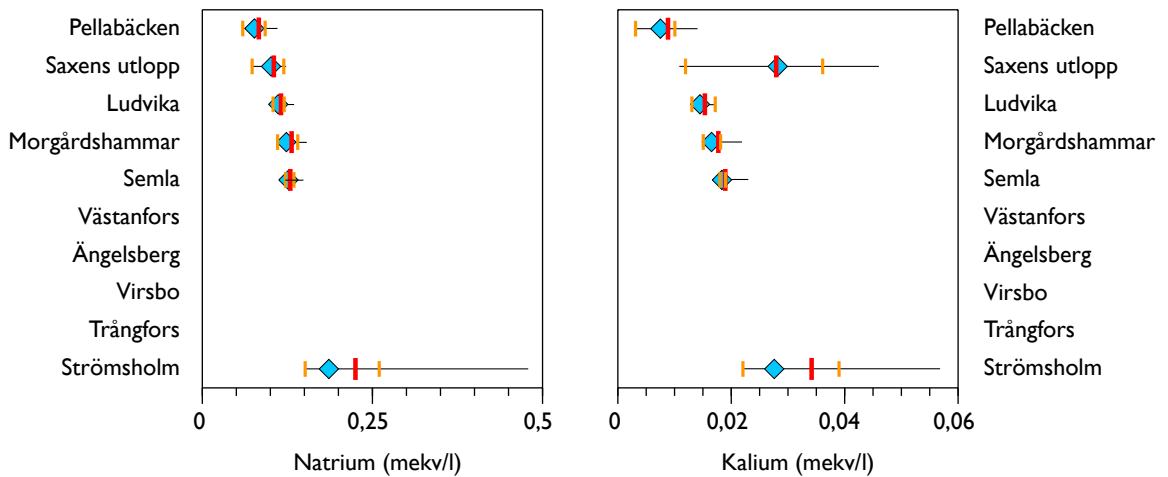 Pellabäcken
Saxens utlopp
Ludvika
Morgårdshammar
Semla
Västanfors
Ängelsberg
Virsbo
Trångfors
Strömsholm
0 0,25 0,5
Natrium (mekv/l)
0 0,02 0,04 0,06
Kalium (mekv/l)
Pellabäcken
Saxens utlopp
Ludvika
Morgårdshammar
Semla
Västanfors
Ängelsberg
Virsbo
Trångfors
Strömsholm